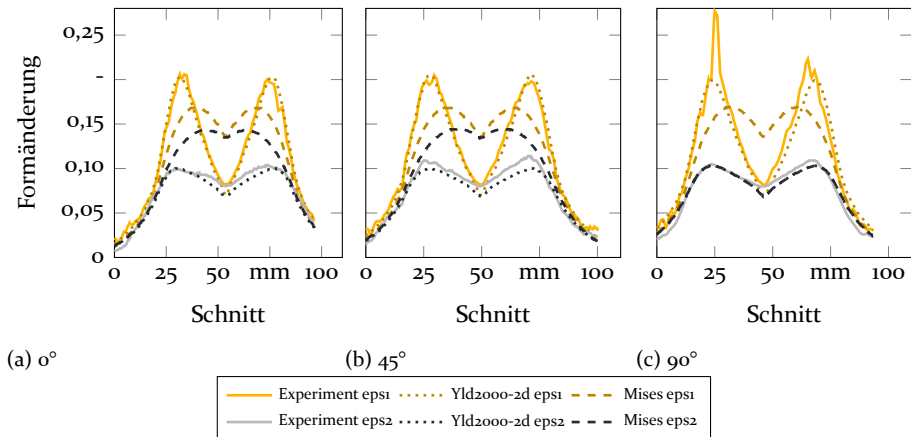 0,25
-
0,15
0,10
0,05
0
Formänderung
0 25 50 mm 100
0 25 50 mm 100
0 25 50 mm 100
Schnitt
Schnitt
Schnitt
(a) 0°
(b) 45°
(c) 90°
Experiment eps1
Yld2000-2d eps1
Mises eps1
Experiment eps2
Yld2000-2d eps2
Mises eps2